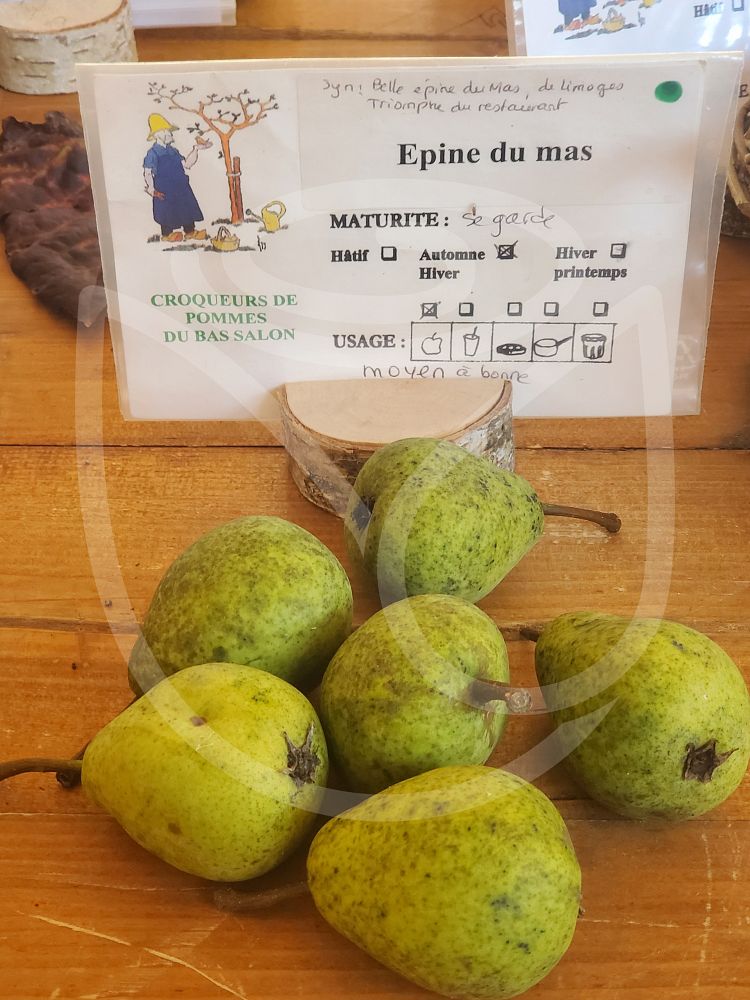 Syn: Belle épine du Mas, de Limoges
Triomphe du restaurant
Epine du mas
MATURITE : se garde
Hâtif Automne Hiver
Hiver printemps
CROQUEURS DE
POMMES
DU BAS SALON
USAGE :
moyen à bonne
Hâtif